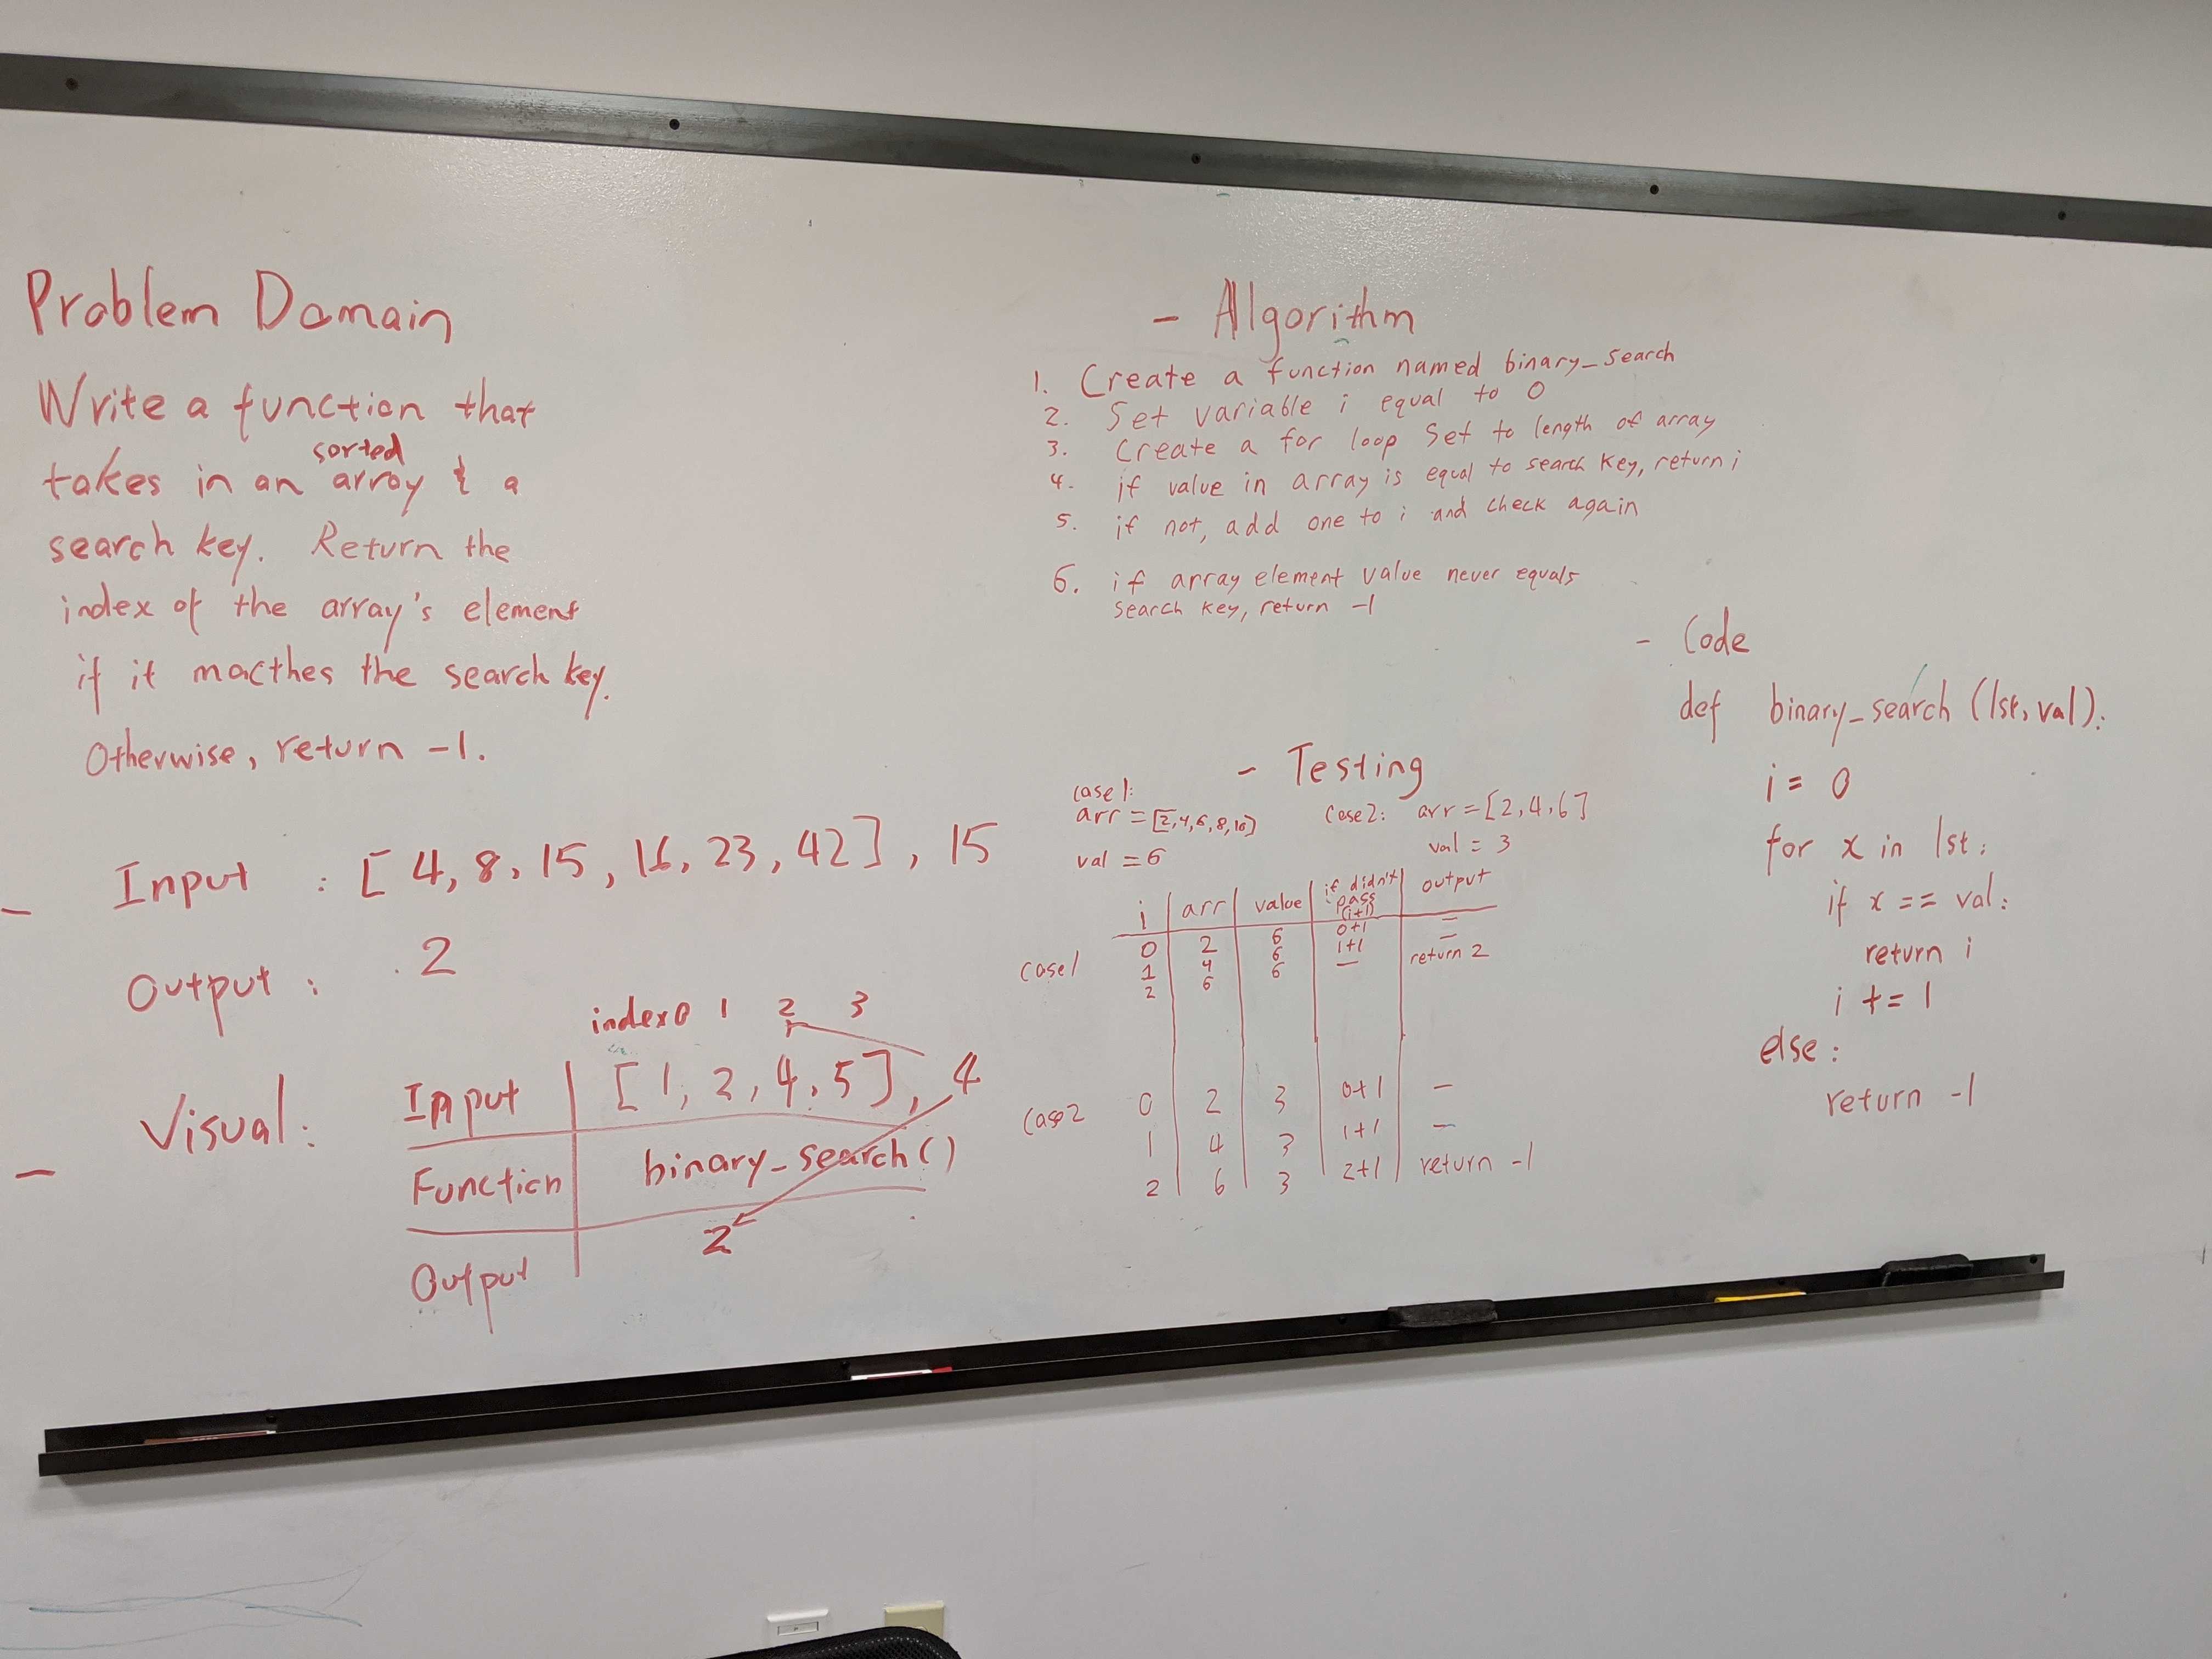 Problem Domain
Write a function that
sorted
takes in an array & a
search key. Return the
index of the array's element
if it macthes the search key.
Otherwise, return -1.
- Input : [4, 8, 15, 16, 23, 42], 15
Output : 2
index 0 1 2 3
- Visual: Input [1, 2, 4, 5], 4
Function binary_search()
2
Output
- Algorithm
1. Create a function named binary_search
2. Set variable i equal to 0
3. Create a for loop set to length of array
4. if value in array is equal to search key, return i
5. if not, add one to i and check again
6. if array element value never equals
search key, return -1
- Testing
case 1:
arr = [2,4,6,8,10]
val = 6
Case 2: arr = [2,4,6]
val = 3
i arr value if didn't pass (i+1) output
case 1
0 2 6 0+1 -
1 4 6 1+1 -
2 6 6 - return 2
Case 2
0 2 3 0+1 -
1 4 3 1+1 -
2 6 3 2+1 return -1
- Code
def binary_search (lst, val):
i = 0
for x in lst:
if x == val:
return i
i += 1
else:
return -1